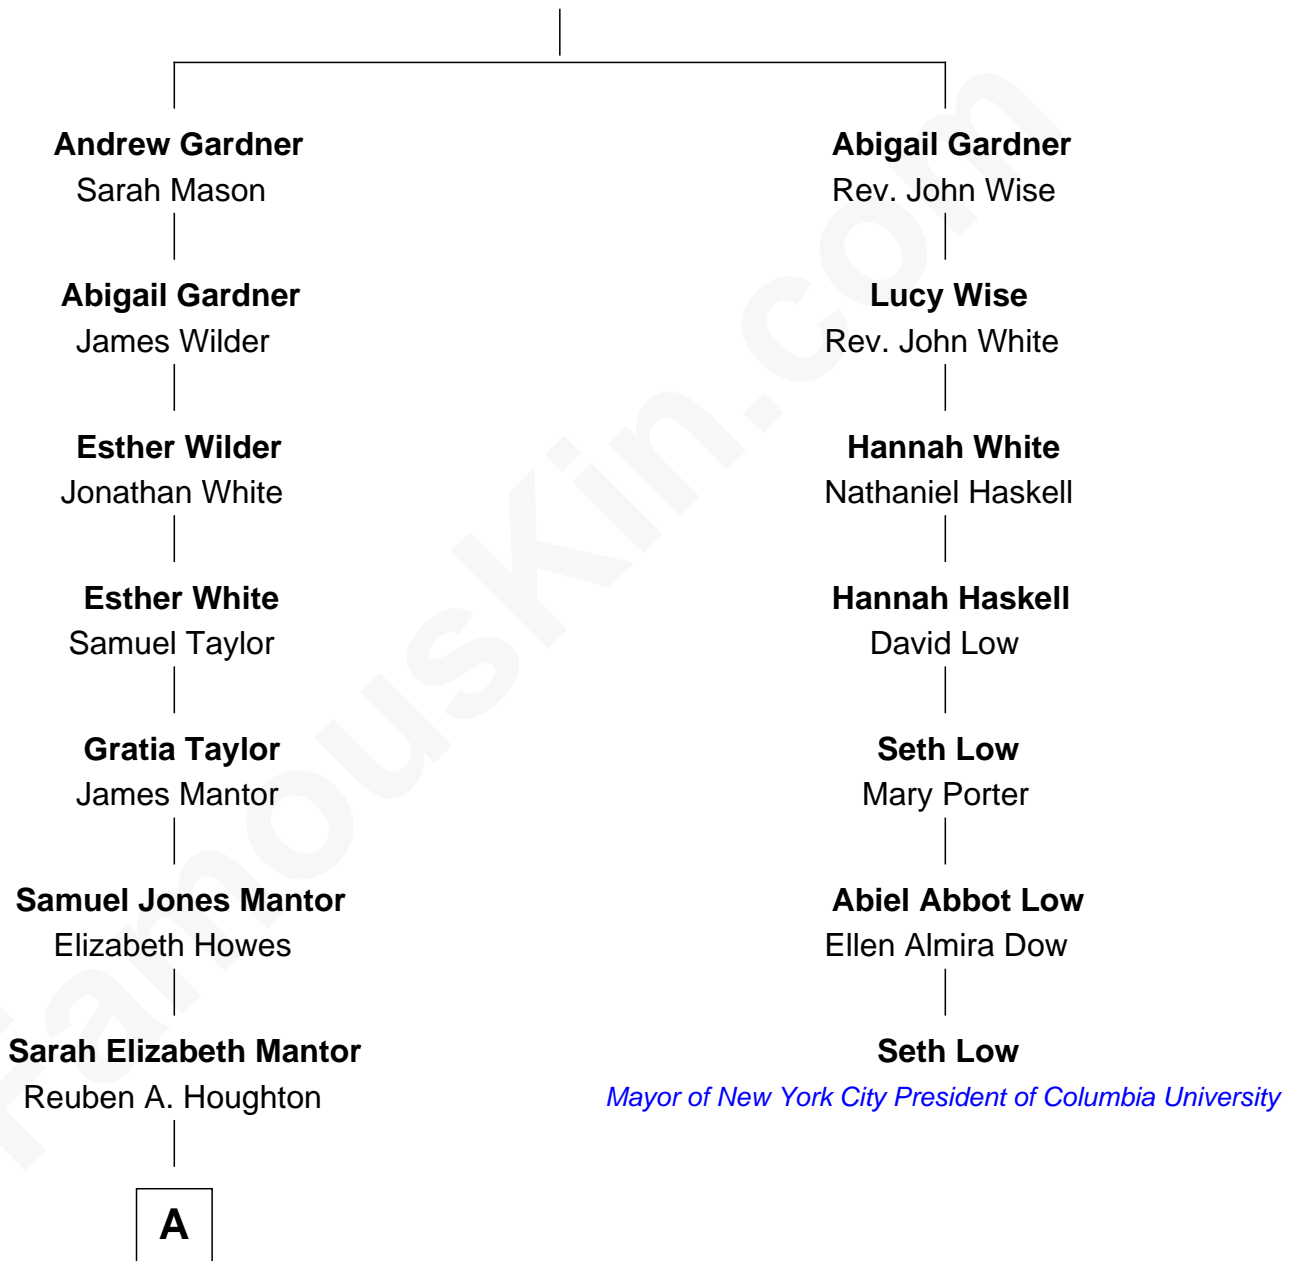 Andrew Gardner
Sarah Mason
Abigail Gardner
James Wilder
Esther Wilder
Jonathan White
Esther White
Samuel Taylor
Gratia Taylor
James Mantor
Samuel Jones Mantor
Elizabeth Howes
Sarah Elizabeth Mantor
Reuben A. Houghton
A
Abigail Gardner
Rev. John Wise
Lucy Wise
Rev. John White
Hannah White
Nathaniel Haskell
Hannah Haskell
David Low
Seth Low
Mary Porter
Abiel Abbot Low
Ellen Almira Dow
Seth Low
Mayor of New York City President of Columbia University
FamousKin.com